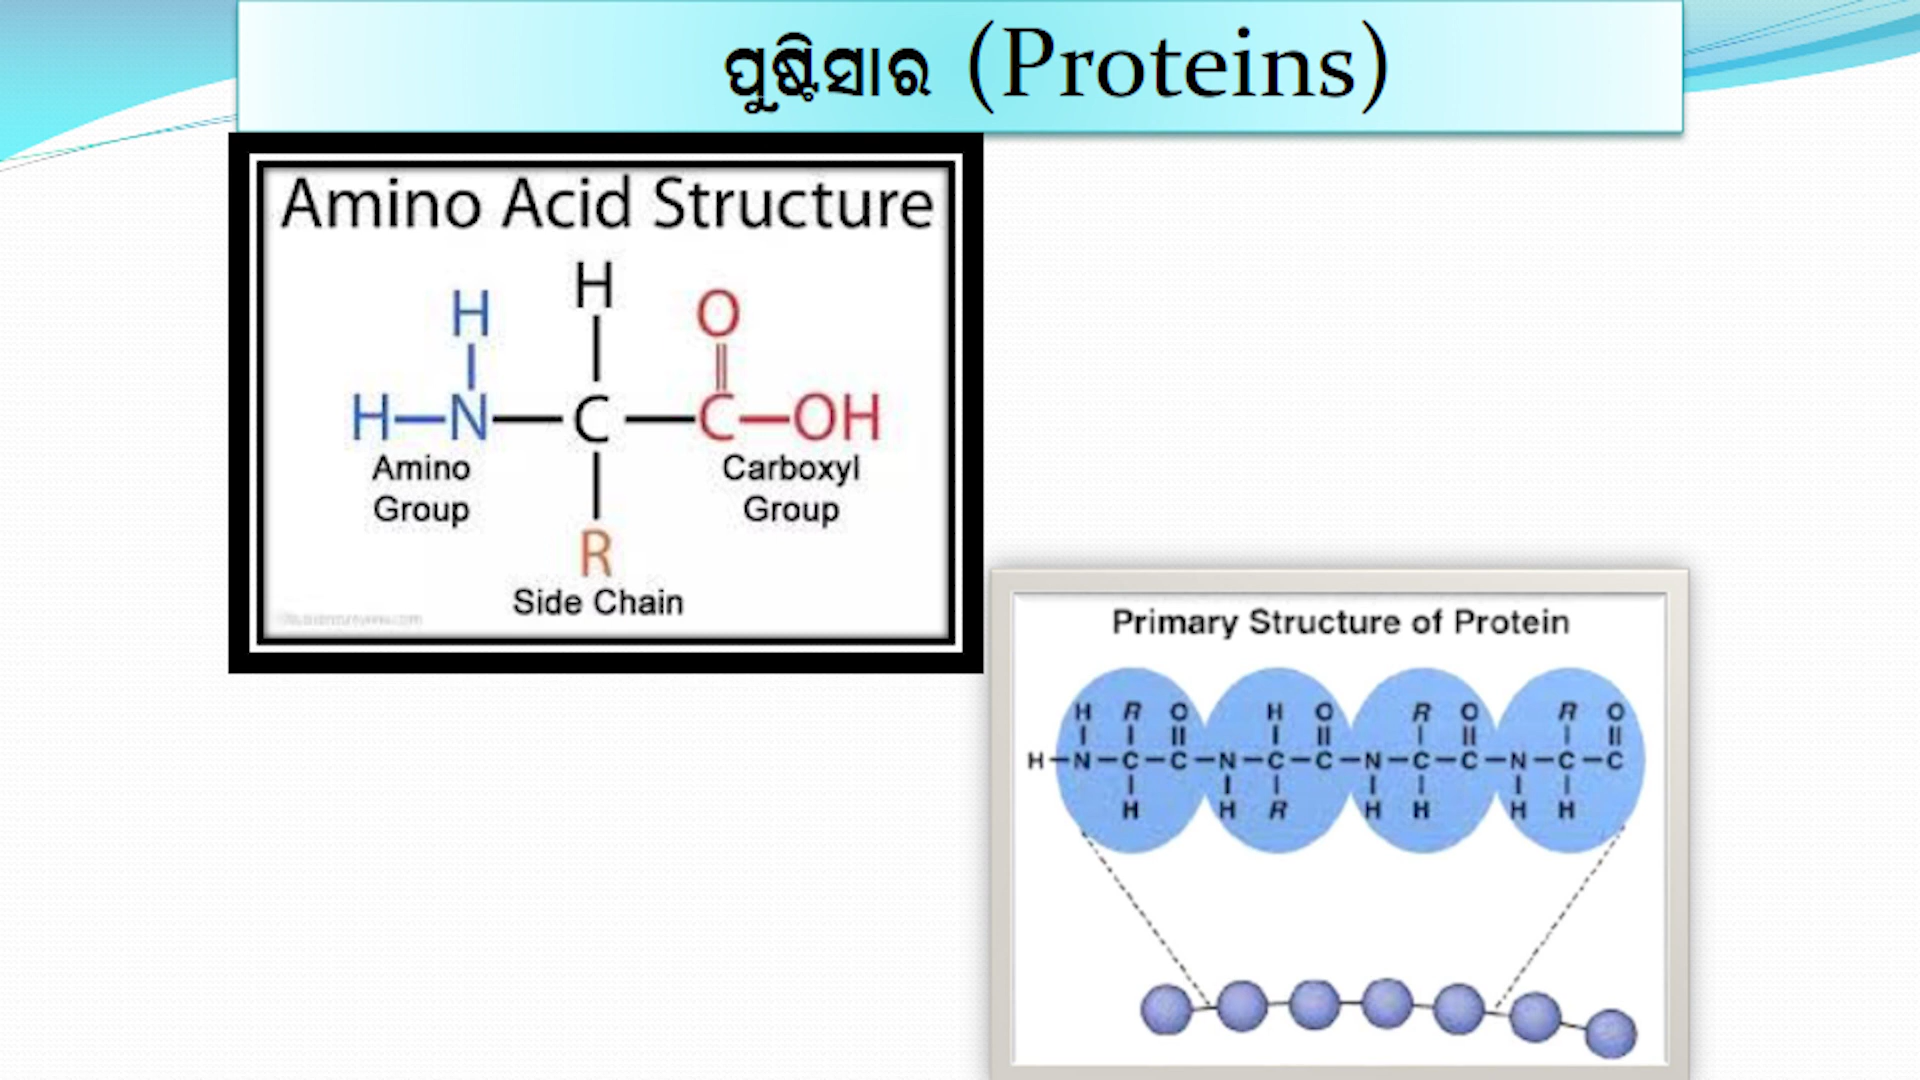 ପୁଷ୍ଟିସାର (Proteins)
Amino Acid Structure
H
H O
H N C C OH
Amino Carboxyl
Group Group
R
Side Chain
Primary Structure of Protein
H R O H O R O R O
H N C C N C C N C C N C C
H H R H H H H